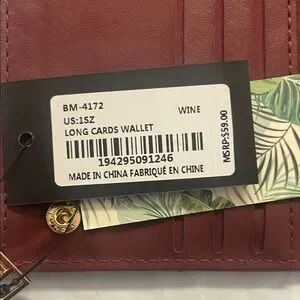 BM-4172 WINE
US:1SZ
LONG CARDS WALLET
194295091246
MADE IN CHINA FABRIQUÉ EN CHINE
MSRP:$59.00